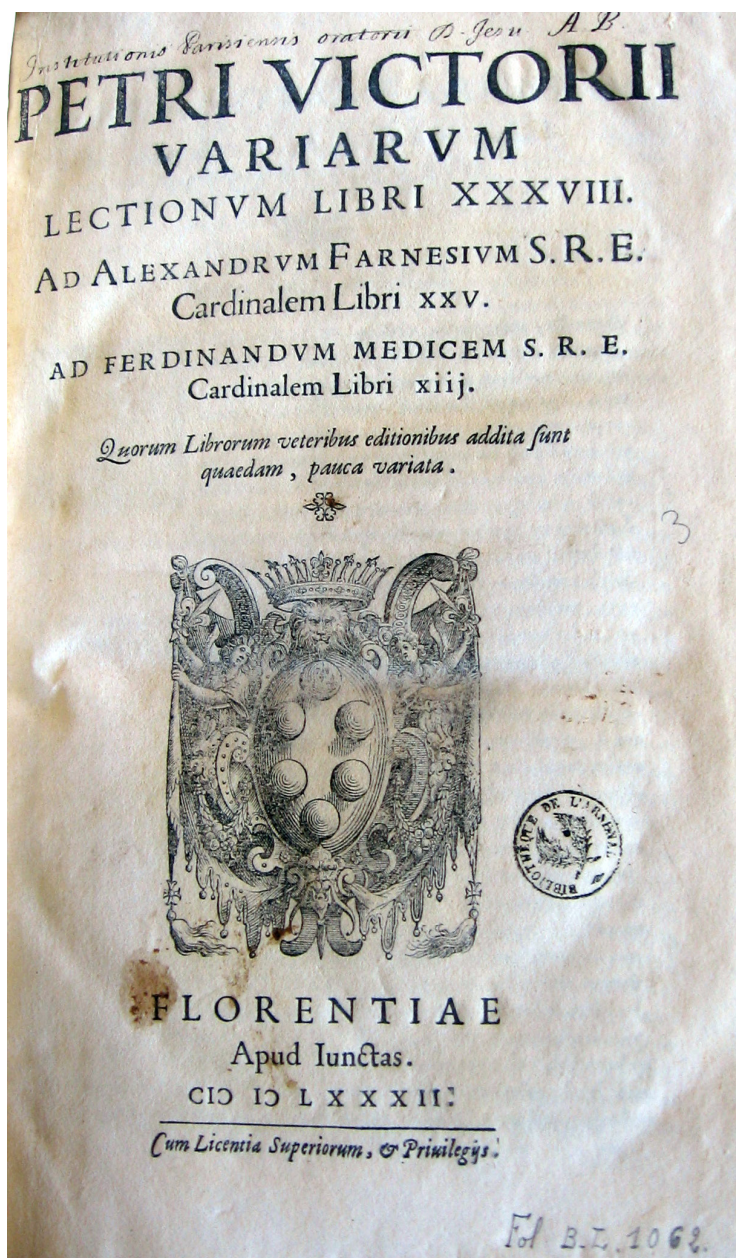 Institutionis Parisiensis oratorii D. Jesu A B.
PETRI VICTORII
VARIARVM
LECTIONVM LIBRI XXXVIII.
AD ALEXANDRVM FARNESIVM S. R. E.
Cardinalem Libri XXV.
AD FERDINANDVM MEDICEM S. R. E.
Cardinalem Libri xiij.
Quorum Librorum veteribus editionibus addita ſunt
quaedam, pauca variata.
3
BIBLIOTHÈQUE DE L'ARSENAL
FLORENTIAE
Apud Iunctas.
CIↃ IↃ LXXXII.
Cum Licentia Superiorum, & Priuilegijs.
Fol B.L. 1062.